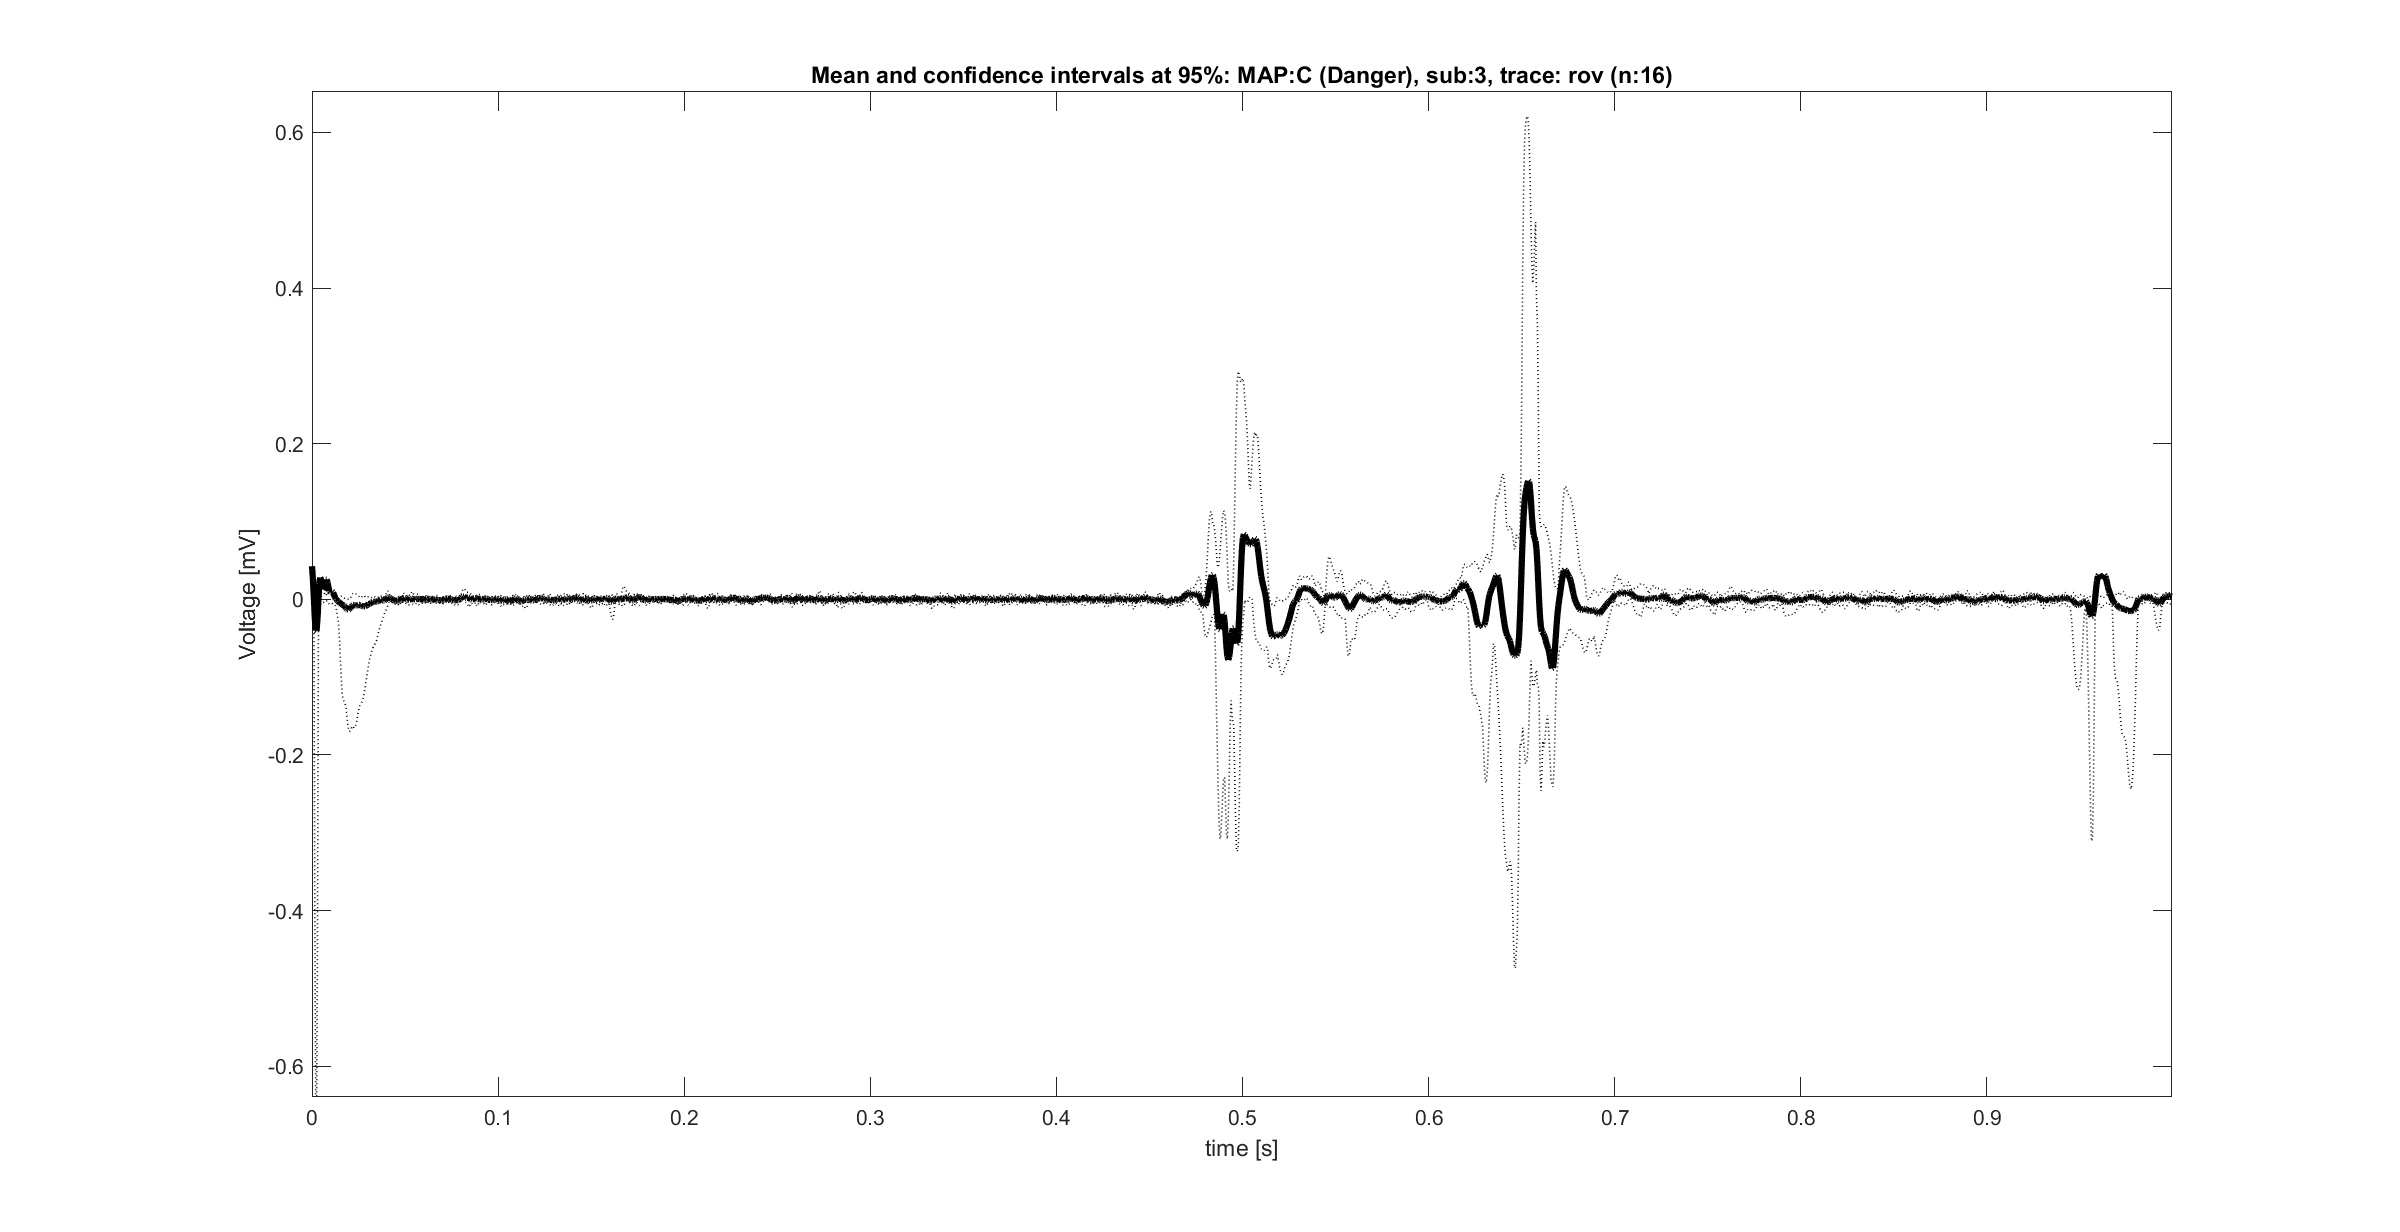 Mean and confidence intervals at 95%: MAP:C (Danger), sub:3, trace: rov (n:16)
0.6
0.4
0.2
0
-0.2
-0.4
-0.6
Voltage [mV]
0 0.1 0.2 0.3 0.4 0.5 0.6 0.7 0.8 0.9
time [s]